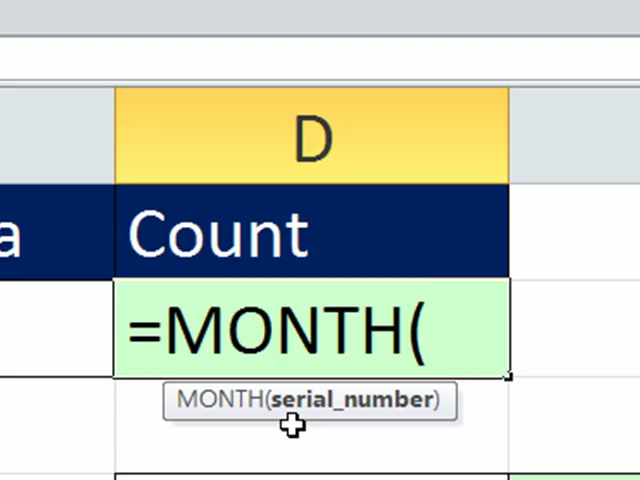 D
a
Count
=MONTH(
MONTH(serial_number)